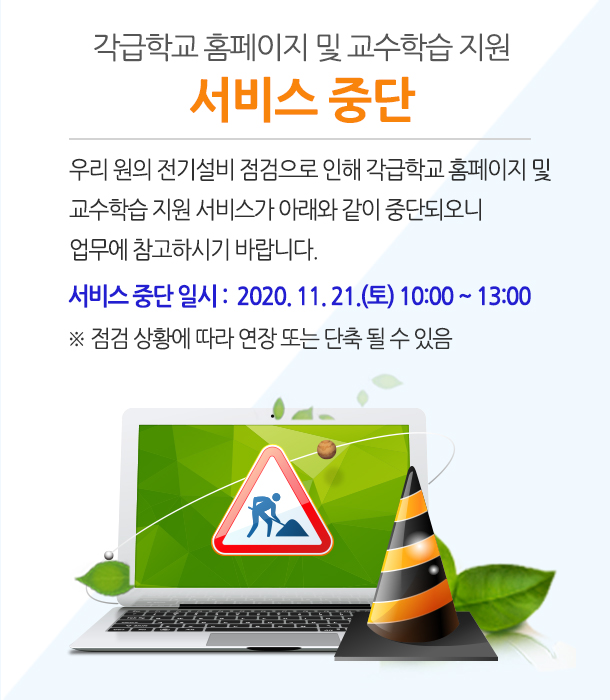 각급학교 홈페이지 및 교수학습 지원
서비스 중단
우리 원의 전기설비 점검으로 인해 각급학교 홈페이지 및
교수학습 지원 서비스가 아래와 같이 중단되오니
업무에 참고하시기 바랍니다.
서비스 중단 일시 : 2020. 11. 21.(토) 10:00 ~ 13:00
※ 점검 상황에 따라 연장 또는 단축 될 수 있음